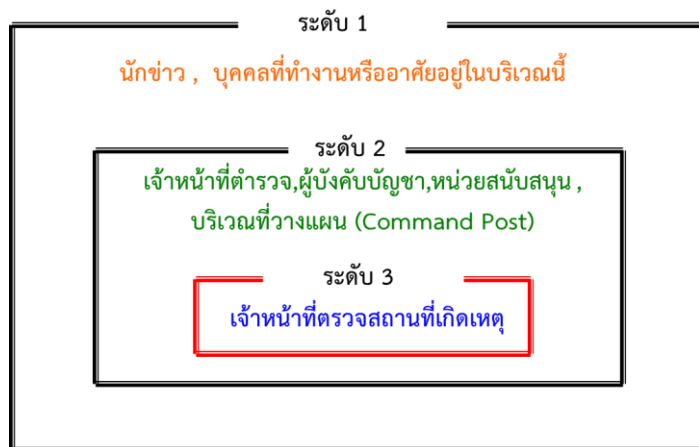 ระดับ 1
นักข่าว , บุคคลที่ทำงานหรืออาศัยอยู่ในบริเวณนี้
ระดับ 2
เจ้าหน้าที่ตำรวจ,ผู้บังคับบัญชา,หน่วยสนับสนุน ,
บริเวณที่วางแผน (Command Post)
ระดับ 3
เจ้าหน้าที่ตรวจสถานที่เกิดเหตุ